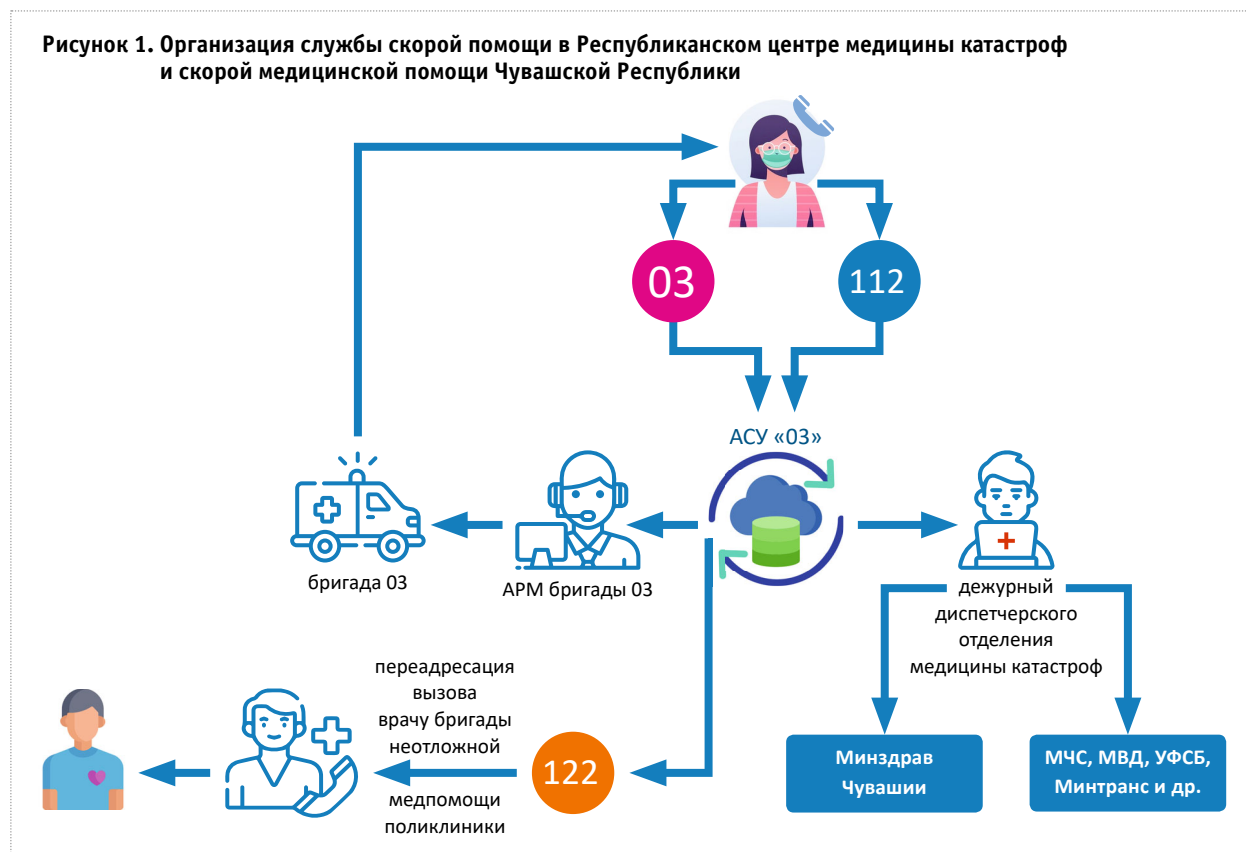 Рисунок 1. Организация службы скорой помощи в Республиканском центре медицины катастроф
и скорой медицинской помощи Чувашской Республики
03
112
АСУ «03»
бригада 03
АРМ бригады 03
дежурный
диспетчерского
отделения
медицины катастроф
переадресация
вызова
врачу бригады
неотложной
122
медпомощи
поликлиники
Минздрав
Чувашии
МЧС, МВД, УФСБ,
Минтранс и др.